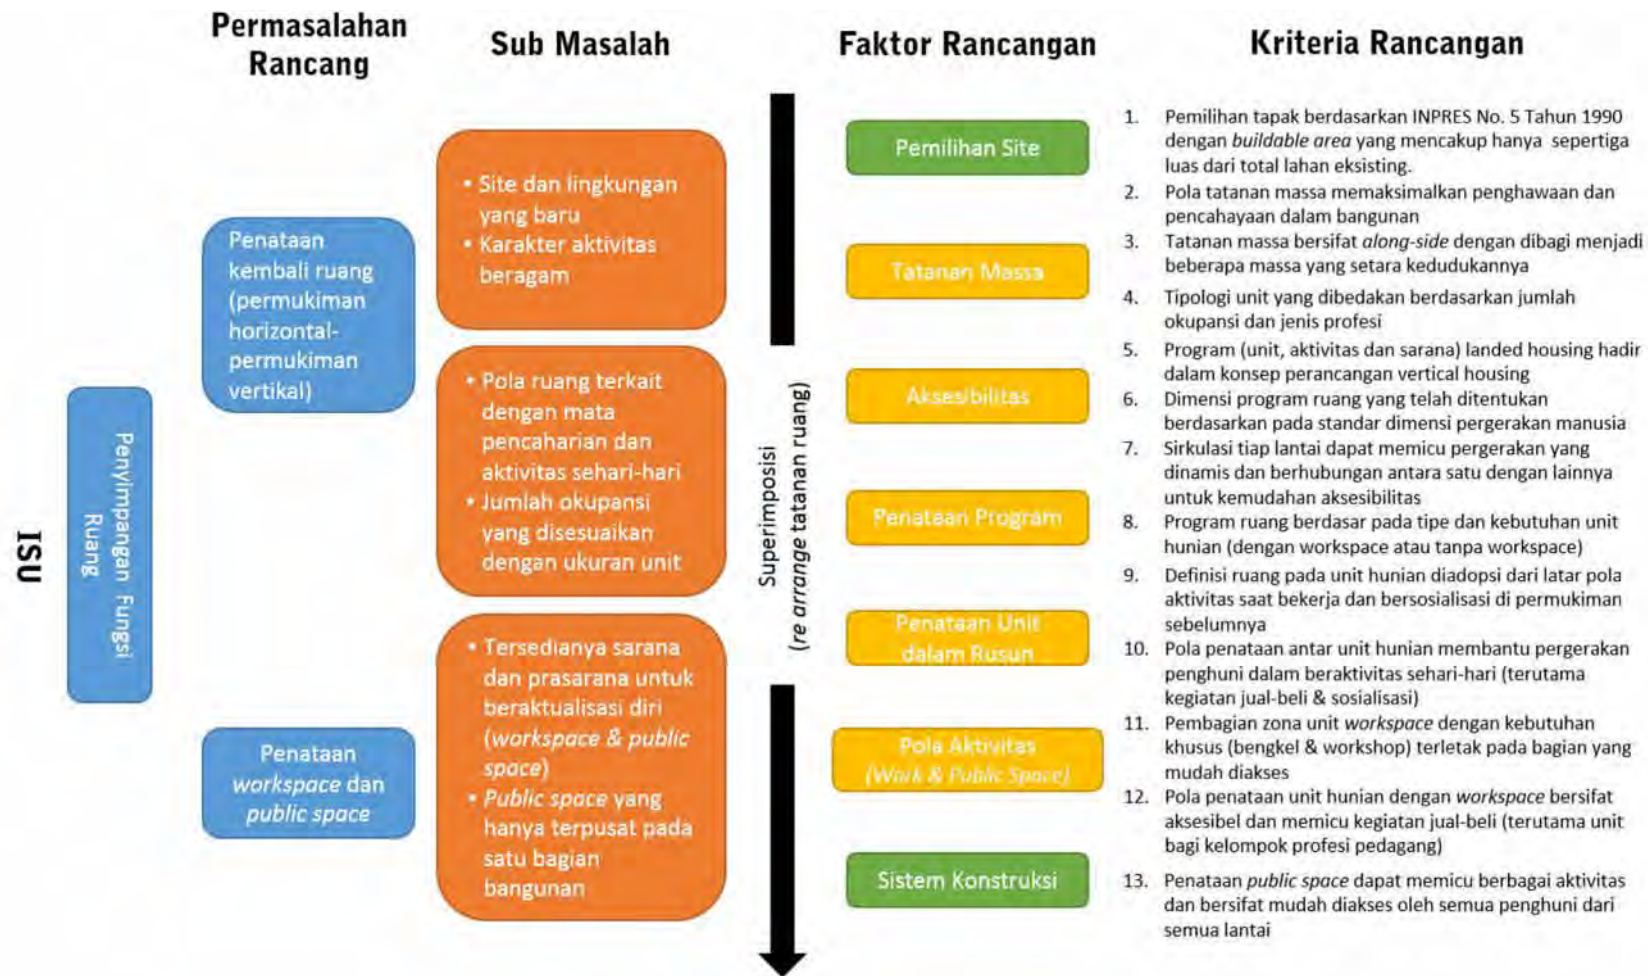 Permasalahan
Rancang
Sub Masalah
Faktor Rancangan
Kriteria Rancangan
ISU
Penyimpangan Fungsi
Ruang
Penataan
kembali ruang
(permukiman
horizontal-
permukiman
vertikal)
Penataan
workspace dan
public space
• Site dan lingkungan
yang baru
• Karakter aktivitas
beragam
• Pola ruang terkait
dengan mata
pencaharian dan
aktivitas sehari-hari
• Jumlah okupansi
yang disesuaikan
dengan ukuran unit
• Tersedianya sarana
dan prasarana untuk
beraktualisasi diri
(workspace & public
space)
• Public space yang
hanya terpusat pada
satu bagian
bangunan
Superimposisi
(re arrange tatanan ruang)
Pemilihan Site
Tatanan Massa
Aksesibilitas
Penataan Program
Penataan Unit
dalam Rusun
Pola Aktivitas
(Work & Public Space)
Sistem Konstruksi
1. Pemilihan tapak berdasarkan INPRES No. 5 Tahun 1990
dengan buildable area yang mencakup hanya sepertiga
luas dari total lahan eksisting.
2. Pola tatanan massa memaksimalkan penghawaan dan
pencahayaan dalam bangunan
3. Tatanan massa bersifat along-side dengan dibagi menjadi
beberapa massa yang setara kedudukannya
4. Tipologi unit yang dibedakan berdasarkan jumlah
okupansi dan jenis profesi
5. Program (unit, aktivitas dan sarana) landed housing hadir
dalam konsep perancangan vertical housing
6. Dimensi program ruang yang telah ditentukan
berdasarkan pada standar dimensi pergerakan manusia
7. Sirkulasi tiap lantai dapat memicu pergerakan yang
dinamis dan berhubungan antara satu dengan lainnya
untuk kemudahan aksesibilitas
8. Program ruang berdasar pada tipe dan kebutuhan unit
hunian (dengan workspace atau tanpa workspace)
9. Definisi ruang pada unit hunian diadopsi dari latar pola
aktivitas saat bekerja dan bersosialisasi di permukiman
sebelumnya
10. Pola penataan antar unit hunian membantu pergerakan
penghuni dalam beraktivitas sehari-hari (terutama
kegiatan jual-beli & sosialisasi)
11. Pembagian zona unit workspace dengan kebutuhan
khusus (bengkel & workshop) terletak pada bagian yang
mudah diakses
12. Pola penataan unit hunian dengan workspace bersifat
aksesibel dan memicu kegiatan jual-beli (terutama unit
bagi kelompok profesi pedagang)
13. Penataan public space dapat memicu berbagai aktivitas
dan bersifat mudah diakses oleh semua penghuni dari
semua lantai